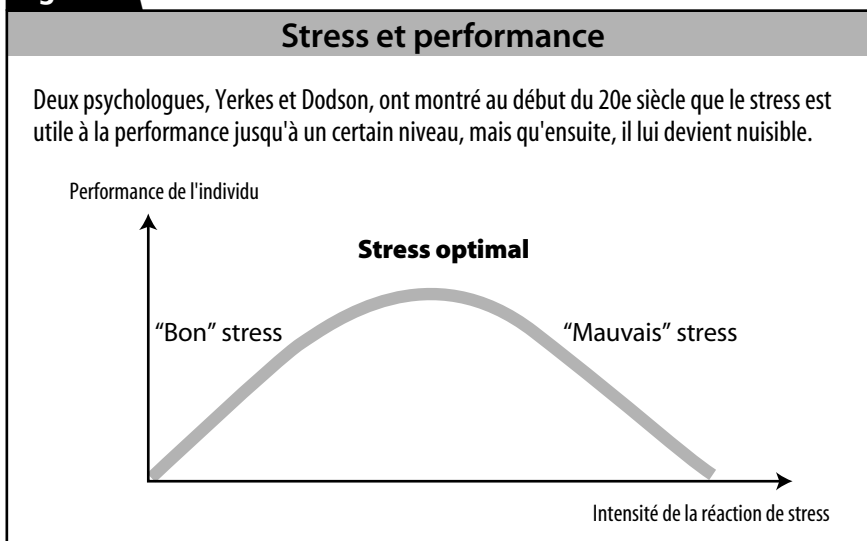 Stress et performance
Deux psychologues, Yerkes et Dodson, ont montré au début du 20e siècle que le stress est
utile à la performance jusqu'à un certain niveau, mais qu'ensuite, il lui devient nuisible.
Performance de l'individu
Stress optimal
“Bon” stress
“Mauvais” stress
Intensité de la réaction de stress